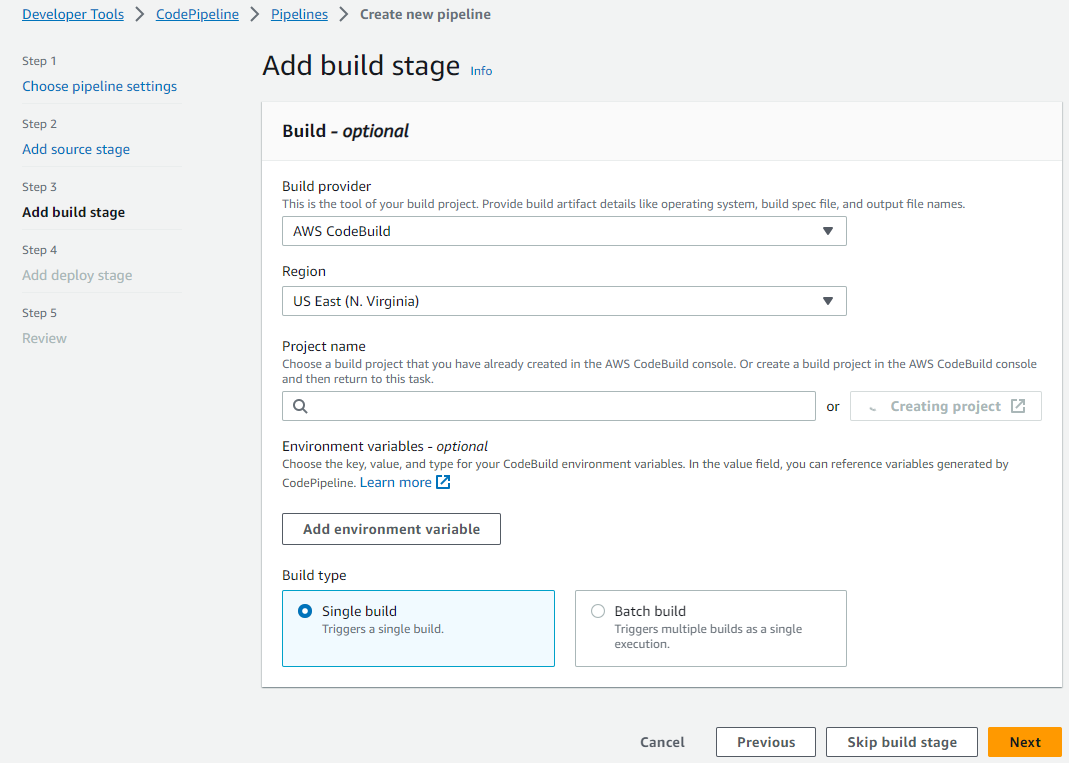 Developer Tools > CodePipeline > Pipelines > Create new pipeline
Step 1
Choose pipeline settings
Step 2
Add source stage
Step 3
Add build stage
Step 4
Add deploy stage
Step 5
Review
Add build stage Info
Build - optional
Build provider
This is the tool of your build project. Provide build artifact details like operating system, build spec file, and output file names.
AWS CodeBuild
Region
US East (N. Virginia)
Project name
Choose a build project that you have already created in the AWS CodeBuild console. Or create a build project in the AWS CodeBuild console
and then return to this task.
or Creating project
Environment variables - optional
Choose the key, value, and type for your CodeBuild environment variables. In the value field, you can reference variables generated by
CodePipeline. Learn more
Add environment variable
Build type
Single build
Triggers a single build.
Batch build
Triggers multiple builds as a single
execution.
Cancel Previous Skip build stage Next